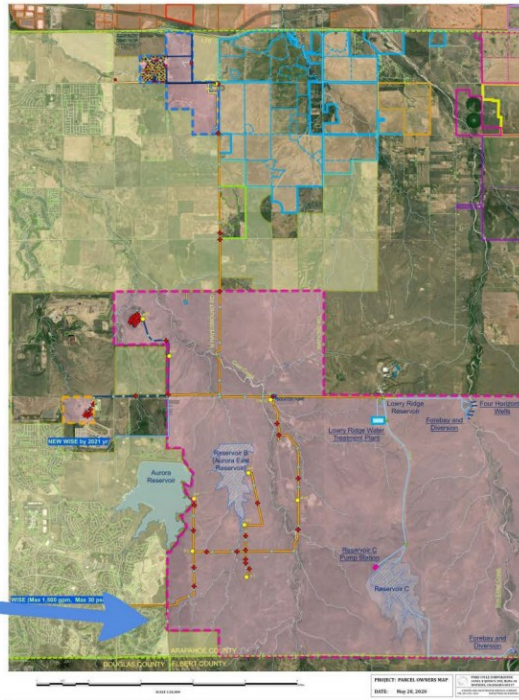 Lowry Ridge
Reservoir
Four Horizon
Wells
Forebay and
Diversion
Lowry Ridge Water
Treatment Plant
NEW WISE by 2021 yr
Reservoir B
(Aurora East
Reservoir)
Aurora
Reservoir
Reservoir C
Pump Station
Reservoir C
WISE (Max 1,500 gpm, Max 30 psi
Forebay and
Diversion
ARAPAHOE COUNTY
DOUGLAS COUNTY
ELBERT COUNTY
PROJECT: PARCEL OWNERS MAP
DATE: May 28, 2020